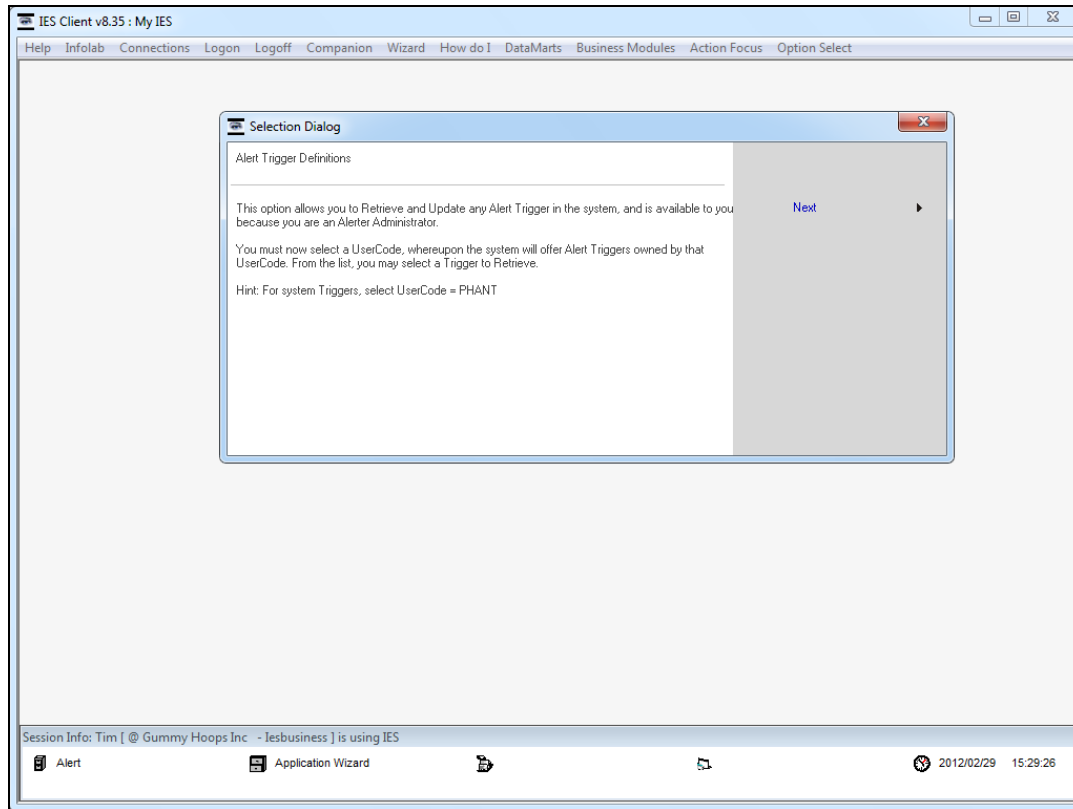 IES Client v8.35 : My IES
Help Infolab Connections Logon Logoff Companion Wizard How do I DataMarts Business Modules Action Focus Option Select
Selection Dialog
Alert Trigger Definitions
This option allows you to Retrieve and Update any Alert Trigger in the system, and is available to you
because you are an Alerter Administrator.
Next
You must now select a UserCode, whereupon the system will offer Alert Triggers owned by that
UserCode. From the list, you may select a Trigger to Retrieve.
Hint: For system Triggers, select UserCode = PHANT
Session Info: Tim [ @ Gummy Hoops Inc - Iesbusiness ] is using IES
Alert Application Wizard 2012/02/29 15:29:26